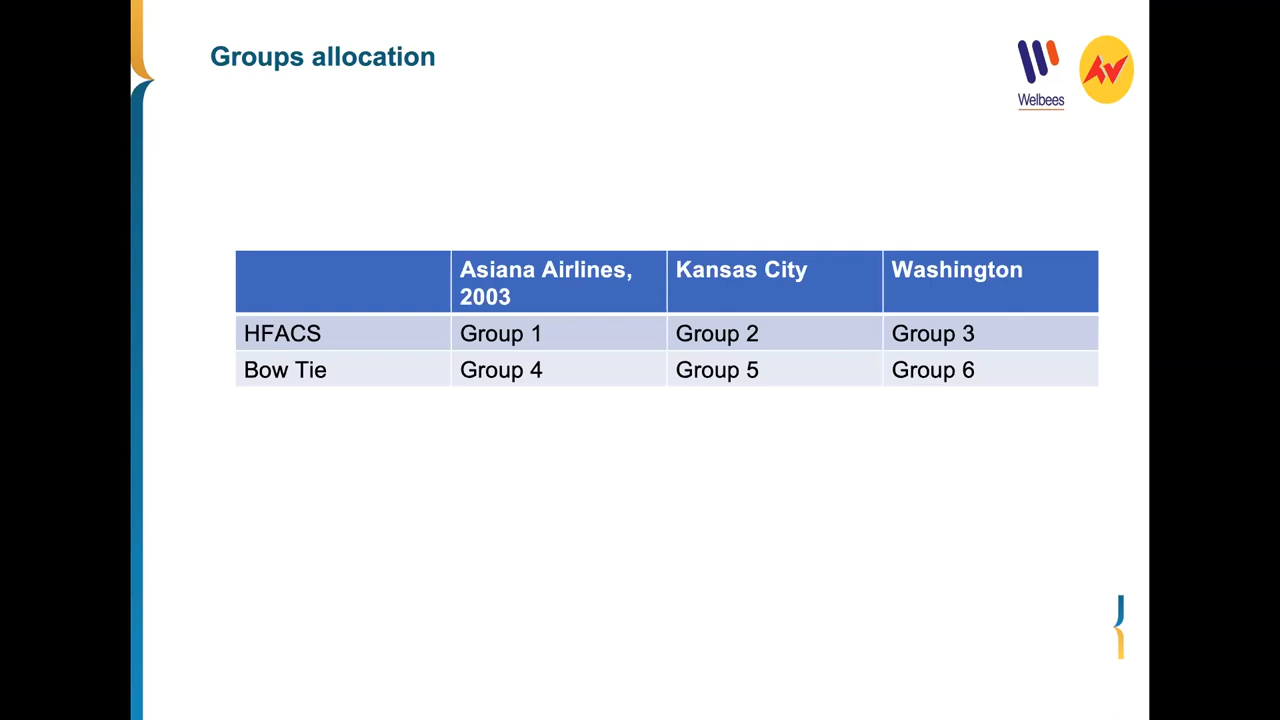 Groups allocation
Welbees
Asiana Airlines, Kansas City Washington
2003
HFACS Group 1 Group 2 Group 3
Bow Tie Group 4 Group 5 Group 6